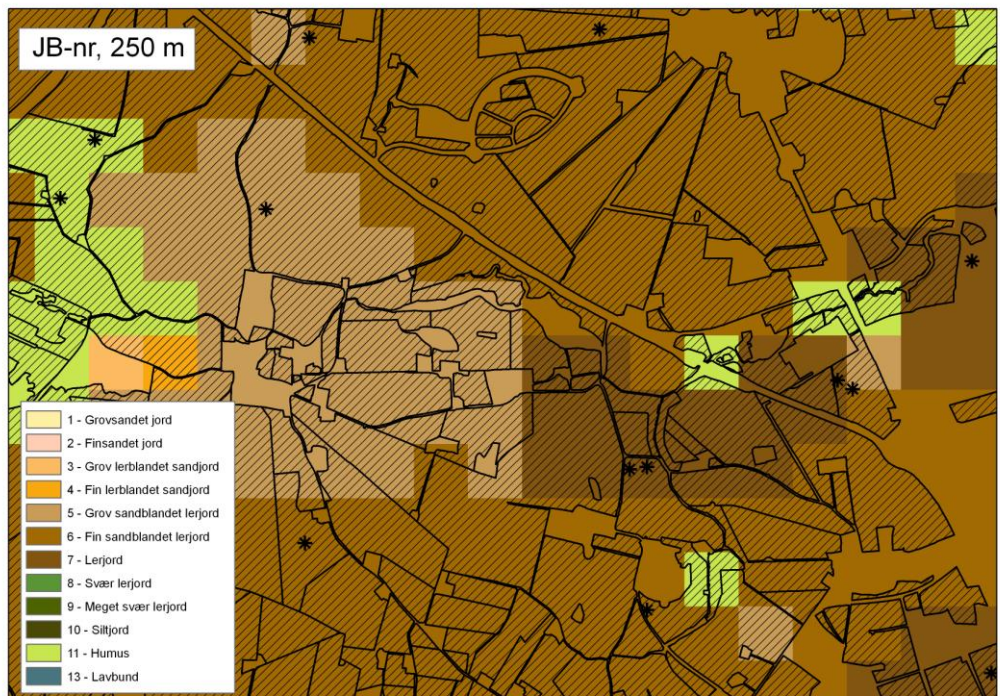 JB-nr, 250 m
1 - Grovsandet jord
2 - Finsandet jord
3 - Grov lerblandet sandjord
4 - Fin lerblandet sandjord
5 - Grov sandblandet lerjord
6 - Fin sandblandet lerjord
7 - Lerjord
8 - Svær lerjord
9 - Meget svær lerjord
10 - Siltjord
11 - Humus
13 - Lavbund